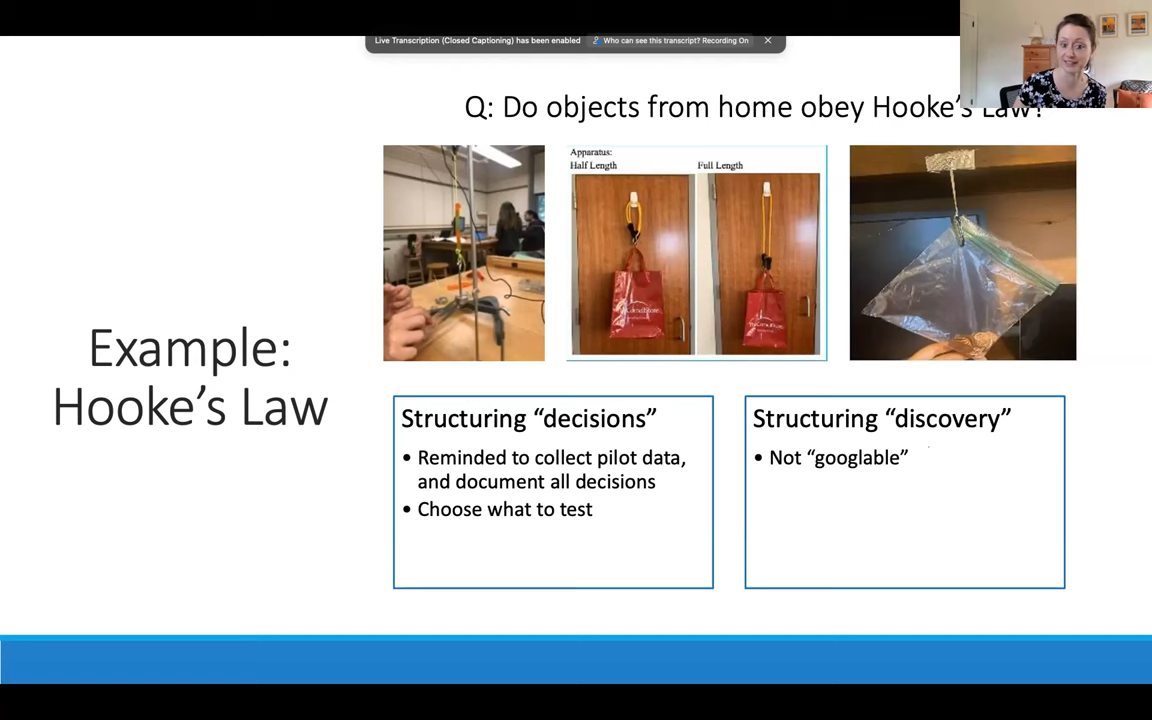 Live Transcription (Closed Captioning) has been enabled
Who can see this transcript? Recording On
Q: Do objects from home obey Hooke's Law?
Apparatus:
Half Length
Full Length
Example:
Hooke’s Law
Structuring “decisions”
• Reminded to collect pilot data,
and document all decisions
• Choose what to test
Structuring “discovery”
• Not “googlable”